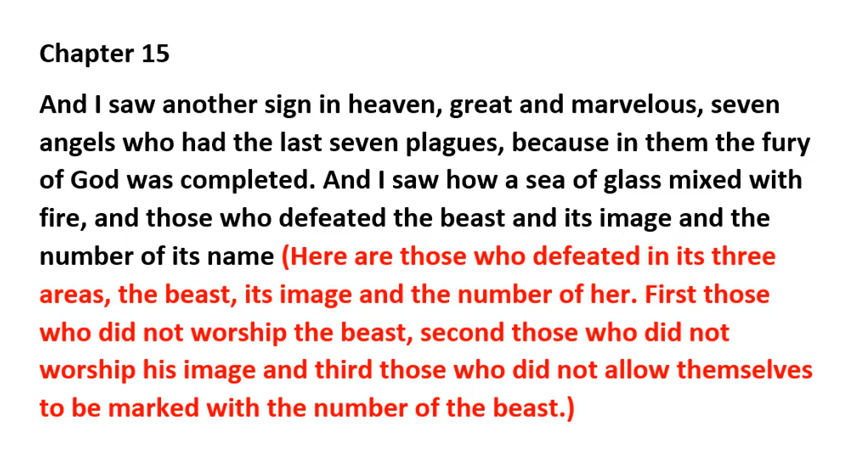 Chapter 15
And I saw another sign in heaven, great and marvelous, seven
angels who had the last seven plagues, because in them the fury
of God was completed. And I saw how a sea of glass mixed with
fire, and those who defeated the beast and its image and the
number of its name (Here are those who defeated in its three
areas, the beast, its image and the number of her. First those
who did not worship the beast, second those who did not
worship his image and third those who did not allow themselves
to be marked with the number of the beast.)